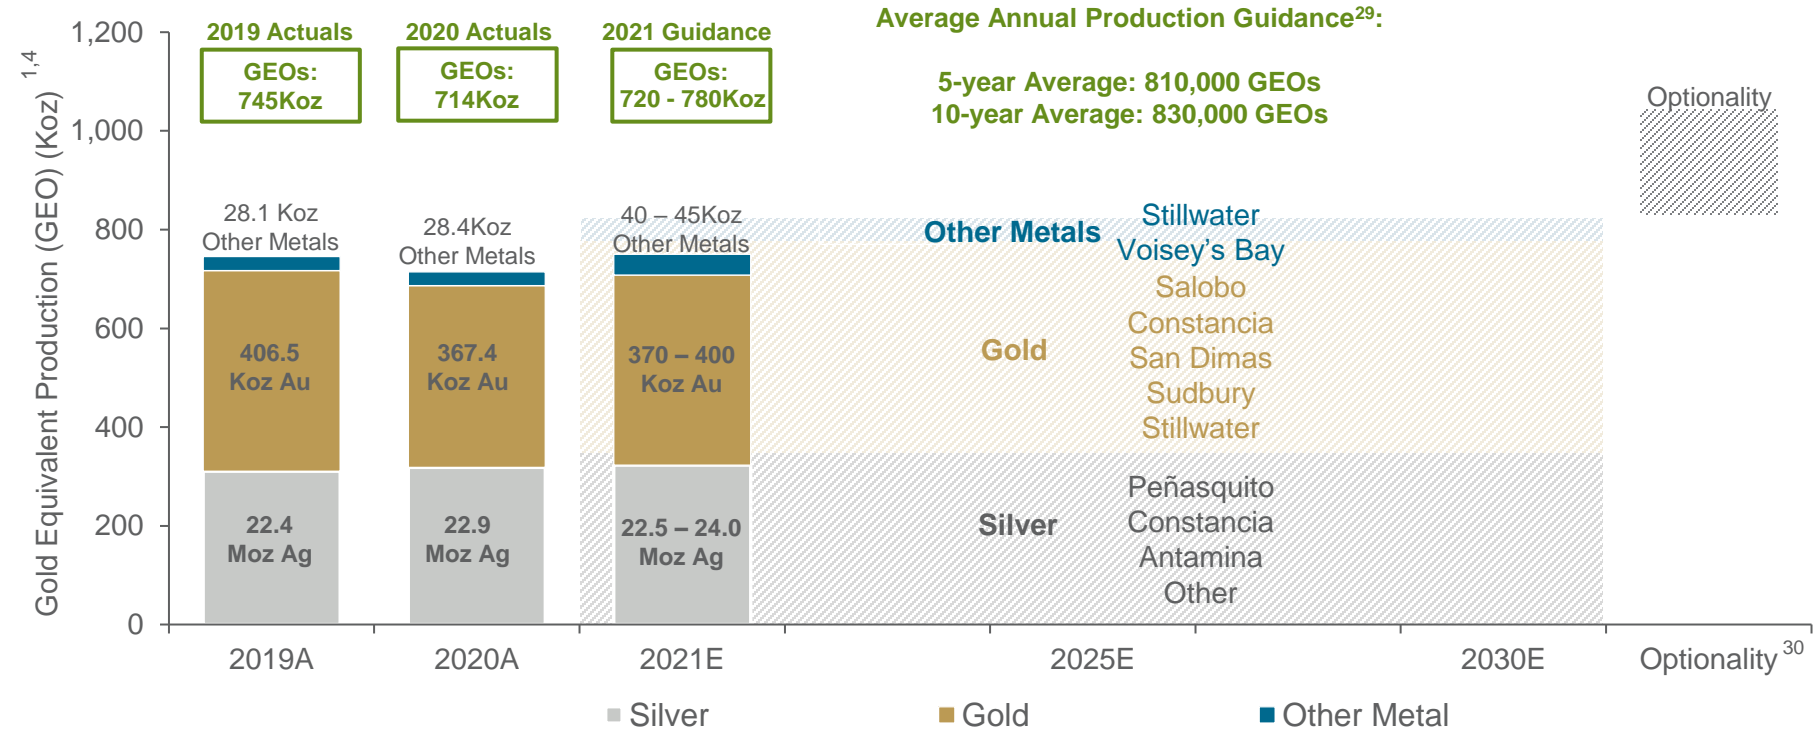 Average Annual Production Guidance29:
5-year Average: 810,000 GEOs
10-year Average: 830,000 GEOs
2019 Actuals
GEOs:
745Koz
2020 Actuals
GEOs:
714Koz
2021 Guidance
GEOs:
720 - 780Koz
Gold Equivalent Production (GEO) (Koz) 1,4
1,200
1,000
800
600
400
200
0
28.1 Koz
Other Metals
406.5
Koz Au
22.4
Moz Ag
28.4Koz
Other Metals
367.4
Koz Au
22.9
Moz Ag
40 – 45Koz
Other Metals
370 – 400
Koz Au
22.5 – 24.0
Moz Ag
Other Metals
Stillwater
Voisey's Bay
Gold
Salobo
Constancia
San Dimas
Sudbury
Stillwater
Silver
Peñasquito
Constancia
Antamina
Other
Optionality
2019A
2020A
2021E
2025E
2030E
Optionality 30
Silver
Gold
Other Metal